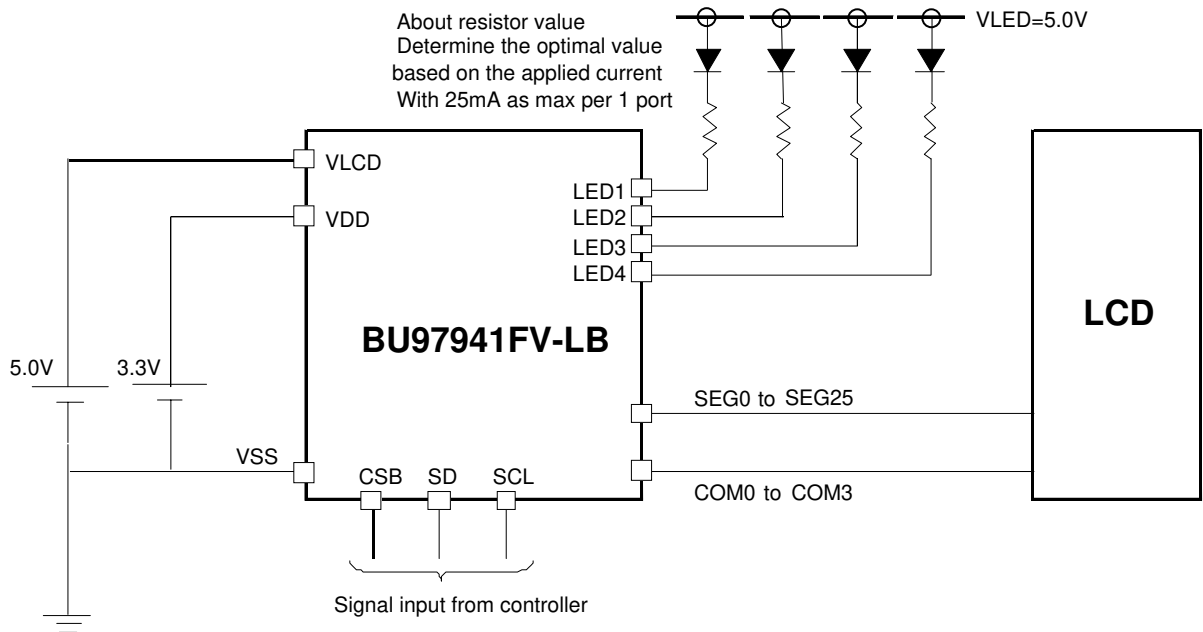 About resistor value
Determine the optimal value
based on the applied current
With 25mA as max per 1 port
VLED=5.0V
VLCD
VDD
LED1
LED2
LED3
LED4
BU97941FV-LB
LCD
5.0V
3.3V
SEG0 to SEG25
VSS
CSB SD SCL
COM0 to COM3
Signal input from controller